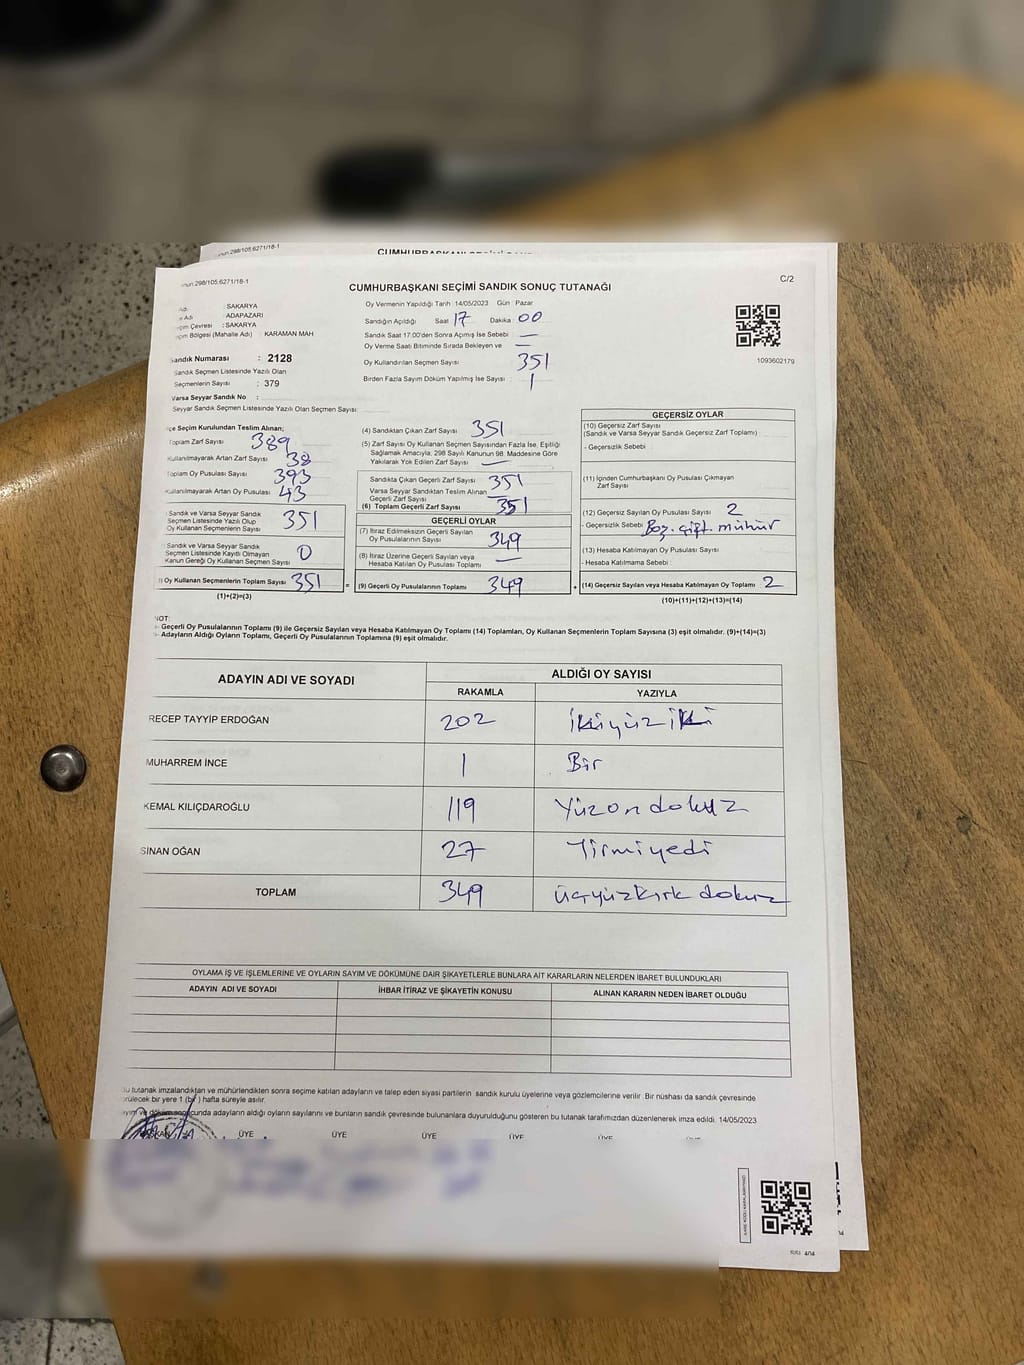 298/105,6271/18-1
298/105,6271/18-1
CUMHURBAŞKANI SEÇİMİ SANDIK SONUÇ TUTANAĞI
C/2
Adı : SAKARYA
Adı : ADAPAZARI
Çevresi : SAKARYA
Bölgesi (Mahalle Adı) : KARAMAN MAH
Sandık Numarası : 2128
Sandık Seçmen Listesinde Yazılı Olan
Seçmenlerin Sayısı : 379
Varsa Seyyar Sandık No :
Seyyar Sandık Seçmen Listesinde Yazılı Olan Seçmen Sayısı:
Oy Vermenin Yapıldığı Tarih 14/05/2023 Gün : Pazar
Sandığın Açıldığı Saat 17 Dakika 00
Sandık Saat 17:00'den Sonra Açımış İse Sebebi —
Oy Verme Saati Bitiminde Sırada Bekleyen ve —
Oy Kullandırılan Seçmen Sayısı 351
Birden Fazla Sayım Döküm Yapılmış İse Sayısı 1
1093602179
İlçe Seçim Kurulundan Teslim Alınan;
Toplam Zarf Sayısı 389
Kullanılmayarak Artan Zarf Sayısı 38
Toplam Oy Pusulası Sayısı 393
Kullanılmayarak Artan Oy Pusulası 43
Sandık ve Varsa Seyyar Sandık
Seçmen Listesinde Yazılı Olup
Oy Kullanan Seçmenlerin Sayısı 351
Sandık ve Varsa Seyyar Sandık
Seçmen Listesinde Kayıtlı Olmayan
Kanun Gereği Oy Kullanan Seçmen Sayısı 0
Oy Kullanan Seçmenlerin Toplam Sayısı 351 =
(1)+(2)=(3)
(4) Sandıktan Çıkan Zarf Sayısı 351
(5) Zarf Sayısı Oy Kullanan Seçmen Sayısından Fazla İse, Eşitliği
Sağlamak Amacıyla; 298 Sayılı Kanunun 98. Maddesine Göre
Yakılarak Yok Edilen Zarf Sayısı —
Sandıkta Çıkan Geçerli Zarf Sayısı 351
Varsa Seyyar Sandıktan Teslim Alınan
Geçerli Zarf Sayısı —
(6) Toplam Geçerli Zarf Sayısı 351
GEÇERLİ OYLAR
(7) İtiraz Edilmeksizin Geçerli Sayılan
Oy Pusulalarının Sayısı 349
(8) İtiraz Üzerine Geçerli Sayılan veya
Hesaba Katılan Oy Pusulası Toplamı —
(9) Geçerli Oy Pusulalarının Toplamı 349 +
GEÇERSİZ OYLAR
(10) Geçersiz Zarf Sayısı
(Sandık ve Varsa Seyyar Sandık Geçersiz Zarf Toplamı)
- Geçersizlik Sebebi :
(11) İçinden Cumhurbaşkanı Oy Pusulası Çıkmayan
Zarf Sayısı
(12) Geçersiz Sayılan Oy Pusulası Sayısı 2
- Geçersizlik Sebebi : Boş. çift. mühür
(13) Hesaba Katılmayan Oy Pusulası Sayısı
- Hesaba Katılmama Sebebi :
(14) Geçersiz Sayılan veya Hesaba Katılmayan Oy Toplamı 2
(10)+(11)+(12)+(13)=(14)
NOT:
- Geçerli Oy Pusulalarının Toplamı (9) ile Geçersiz Sayılan veya Hesaba Katılmayan Oy Toplamı (14) Toplamları, Oy Kullanan Seçmenlerin Toplam Sayısına (3) eşit olmalıdır. (9)+(14)=(3)
- Adayların Aldığı Oyların Toplamı, Geçerli Oy Pusulalarının Toplamına (9) eşit olmalıdır.
ADAYIN ADI VE SOYADI ALDIĞI OY SAYISI
RAKAMLA YAZIYLA
RECEP TAYYİP ERDOĞAN 202 ikiyüziki
MUHARREM İNCE 1 Bir
KEMAL KILIÇDAROĞLU 119 Yüzondokuz
SİNAN OĞAN 27 Yirmiyedi
TOPLAM 349 üçyüzkırk dokuz
OYLAMA İŞ VE İŞLEMLERİNE VE OYLARIN SAYIM VE DÖKÜMÜNE DAİR ŞİKAYETLERLE BUNLARA AİT KARARLARIN NELERDEN İBARET BULUNDUKLARI
ADAYIN ADI VE SOYADI İHBAR İTİRAZ VE ŞİKAYETİN KONUSU ALINAN KARARIN NEDEN İBARET OLDUĞU
Bu tutanak imzalandıktan ve mühürlendikten sonra seçime katılan adayların ve talep eden siyasi partilerin sandık kurulu üyelerine veya gözlemcilerine verilir. Bir nüshası da sandık çevresinde
bir yere 1 (bir) hafta süreyle asılır.
Sayım ve döküm sonucunda adayların aldığı oyların sayılarını ve bunların sandık çevresinde bulunanlara duyurulduğunu gösteren bu tutanak tarafımızdan düzenlenerek imza edildi. 14/05/2023
ÜYE ÜYE ÜYE ÜYE ÜYE ÜYE